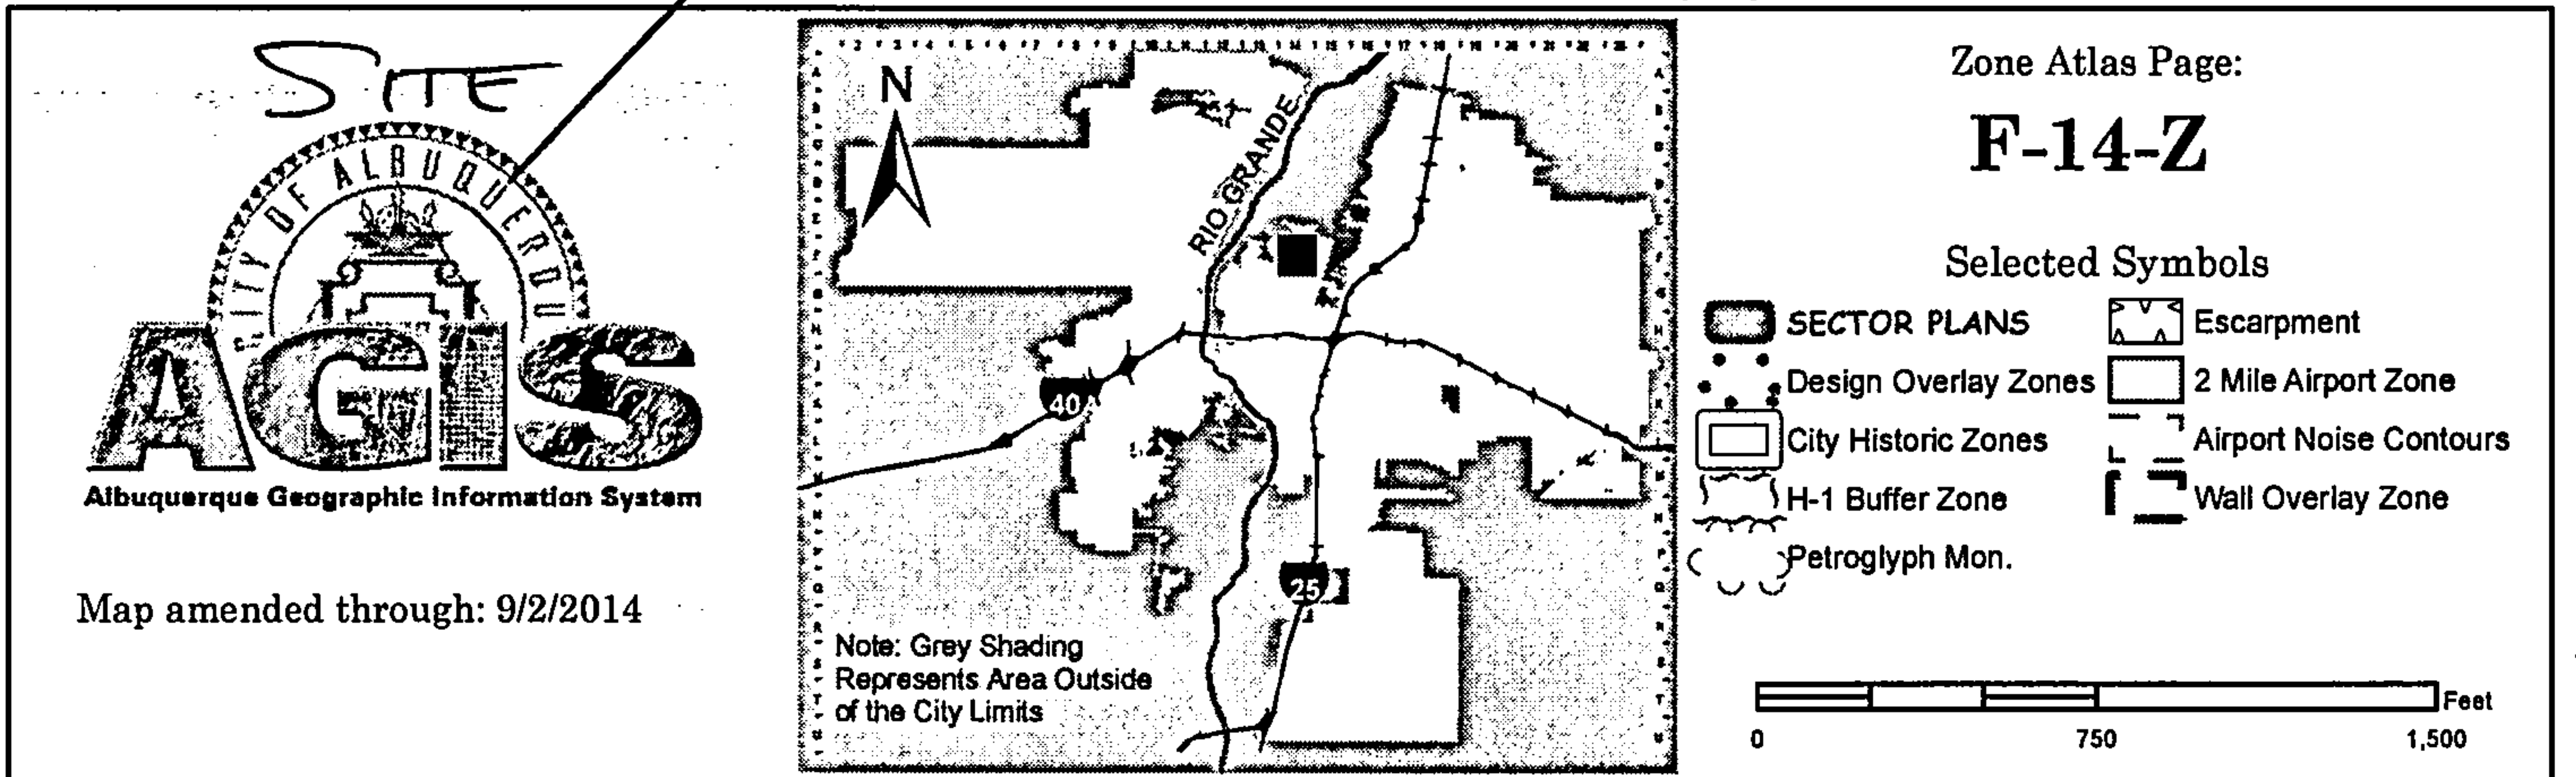 SITE
CITY OF ALBUQUERQUE
AGIS
Albuquerque Geographic Information System
Map amended through: 9/2/2014
N
RIO GRANDE
40
25
Note: Grey Shading
Represents Area Outside
of the City Limits
Zone Atlas Page:
F-14-Z
Selected Symbols
SECTOR PLANS
Design Overlay Zones
City Historic Zones
H-1 Buffer Zone
Petroglyph Mon.
Escarpment
2 Mile Airport Zone
Airport Noise Contours
Wall Overlay Zone
Feet
0 750 1,500